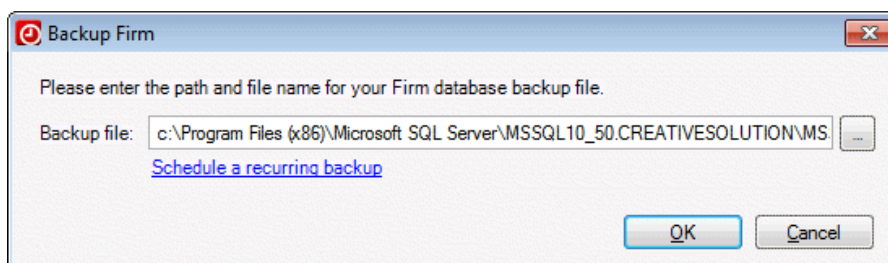 Backup Firm
Please enter the path and file name for your Firm database backup file.
Backup file: c:\Program Files (x86)\Microsoft SQL Server\MSSQL10_50.CREATIVESOLUTION\MS ...
Schedule a recurring backup
OK Cancel